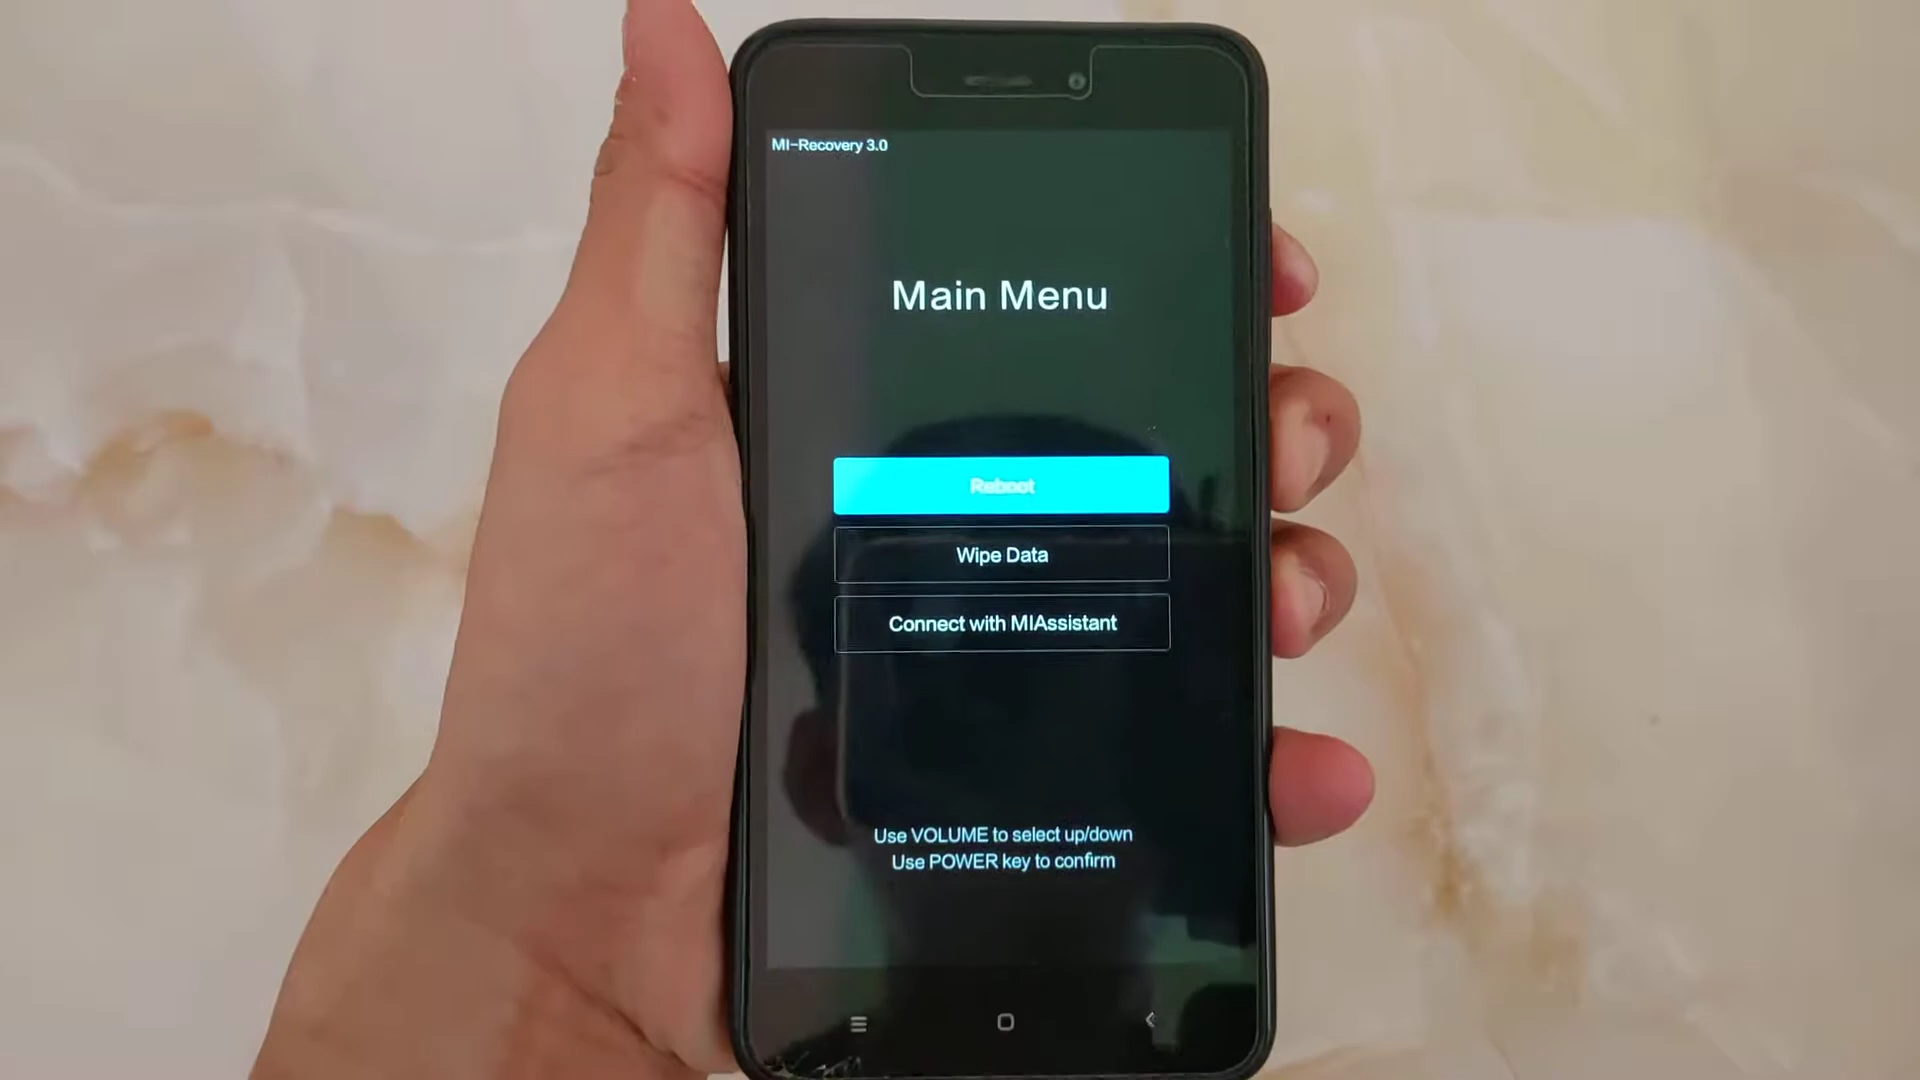 MI-Recovery 3.0
Main Menu
Reboot
Wipe Data
Connect with MIAssistant
Use VOLUME to select up/down
Use POWER key to confirm